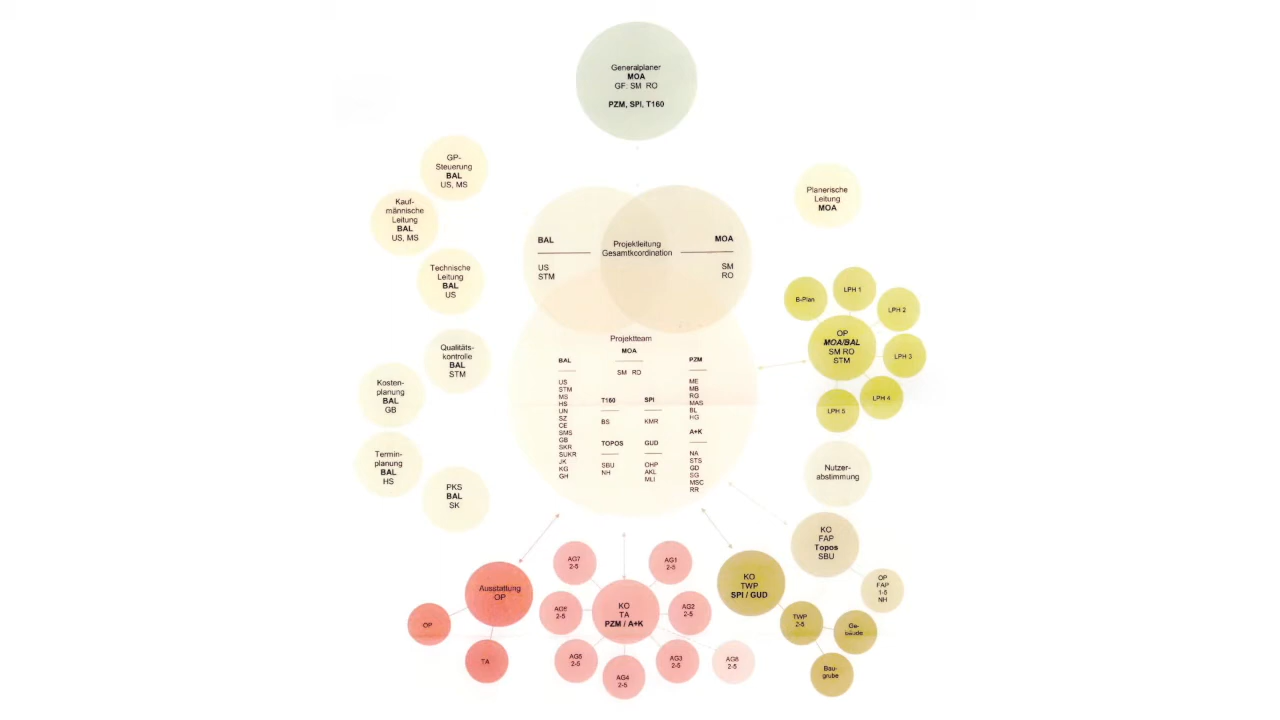 Generalplaner
MOA
GF: SM RO
PZM, SPI, T160
GP-
Steuerung
BAL
US, MS
Kauf-
männische
Leitung
BAL
US, MS
Technische
Leitung
BAL
US
Qualitäts-
kontrolle
BAL
STM
Kosten-
planung
BAL
GB
Termin-
planung
BAL
HS
PKS
BAL
SK
BAL
US
STM
Projektleitung
Gesamtkoordination
MOA
SM
RO
Planerische
Leitung
MOA
Projektteam
MOA
SM RO
BAL
US
STM
MS
HS
UN
SZ
CE
SMS
GB
SKR
SUKR
JK
KG
GH
T160
BS
TOPOS
SBU
NH
SPI
KMR
GUD
OHP
AKL
MLI
PZM
ME
MB
RG
MAS
BL
HG
A+K
NA
STS
GD
SG
MSC
RR
B-Plan
LPH 1
LPH 2
LPH 3
LPH 4
LPH 5
OP
MOA/BAL
SM RO
STM
Nutzer-
abstimmung
KO
FAP
Topos
SBU
OP
FAP
1-5
NH
KO
TWP
SPI / GUD
TWP
2-5
Ge-
bäude
Bau-
grube
Ausstattung
OP
OP
TA
KO
TA
PZM / A+K
AG7
2-5
AG1
2-5
2-5
AG2
2-5
AG5
2-5
AG4
2-5
AG3
2-5
2-5